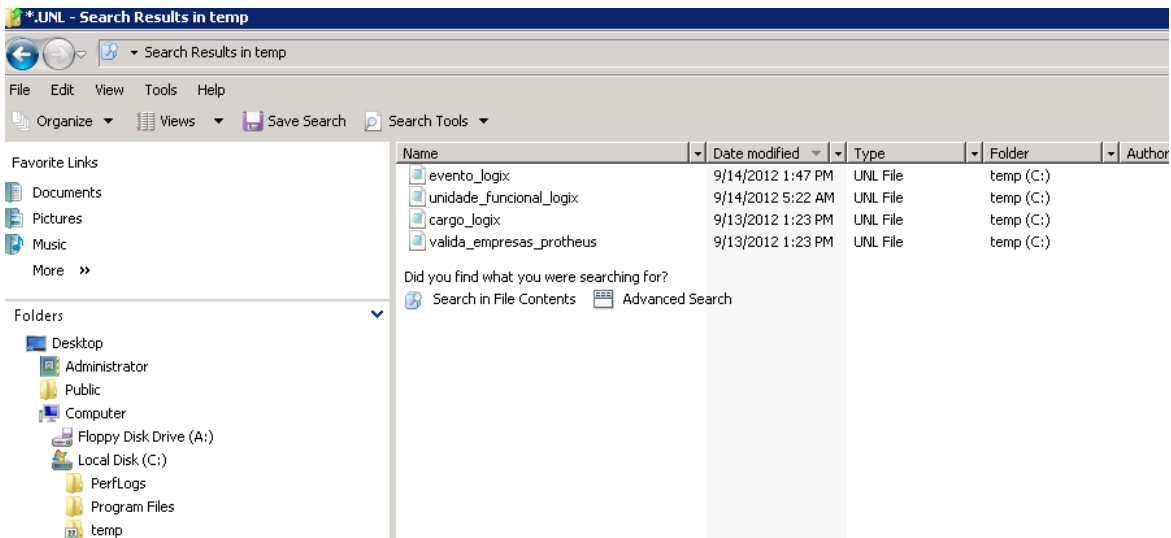 *.UNL - Search Results in temp
Search Results in temp
File Edit View Tools Help
Organize Views Save Search Search Tools
Favorite Links
Documents
Pictures
Music
More >>
Folders
Desktop
Administrator
Public
Computer
Floppy Disk Drive (A:)
Local Disk (C:)
PerfLogs
Program Files
temp
Name Date modified Type Folder Author
evento_logix 9/14/2012 1:47 PM UNL File temp (C:)
unidade_funcional_logix 9/14/2012 5:22 AM UNL File temp (C:)
cargo_logix 9/13/2012 1:23 PM UNL File temp (C:)
valida_empresas_protheus 9/13/2012 1:23 PM UNL File temp (C:)
Did you find what you were searching for?
Search in File Contents Advanced Search